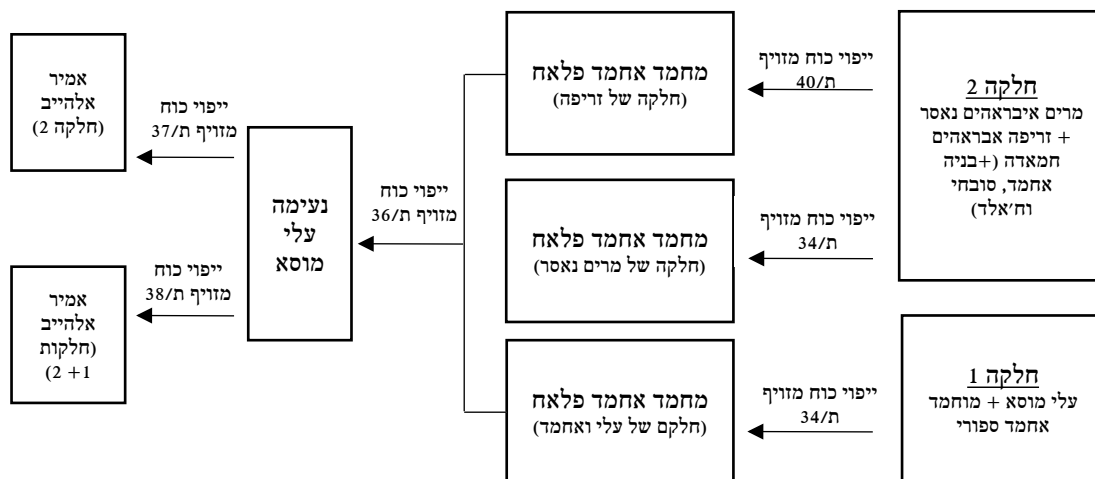 חלקה 2
מרים איברהים נאסר
+ זריפה אבראהים
חמאדה (+בניה
אחמד, סובחי
וח'אלד)
ייפוי כוח מזויף
ת/40
מחמד אחמד פלאח
(חלקה של זריפה)
ייפוי כוח מזויף
ת/34
מחמד אחמד פלאח
(חלקה של מרים נאסר)
חלקה 1
עלי מוסא + מוחמד
אחמד ספורי
ייפוי כוח מזויף
ת/34
מחמד אחמד פלאח
(חלקם של עלי ואחמד)
ייפוי כוח
מזויף ת/36
נעימה
עלי
מוסא
ייפוי כוח
מזויף ת/37
אמיר
אלהייב
(חלקה 2)
ייפוי כוח
מזויף ת/38
אמיר
אלהייב
(חלקות
1+ 2)